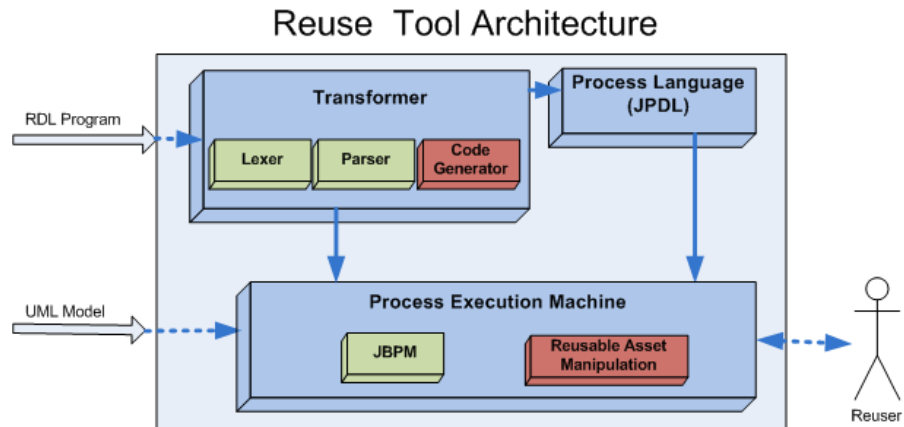 Reuse Tool Architecture
Transformer
Process Language
(JPDL)
RDL Program
Lexer
Parser
Code
Generator
UML Model
Process Execution Machine
JBPM
Reusable Asset
Manipulation
Reuser